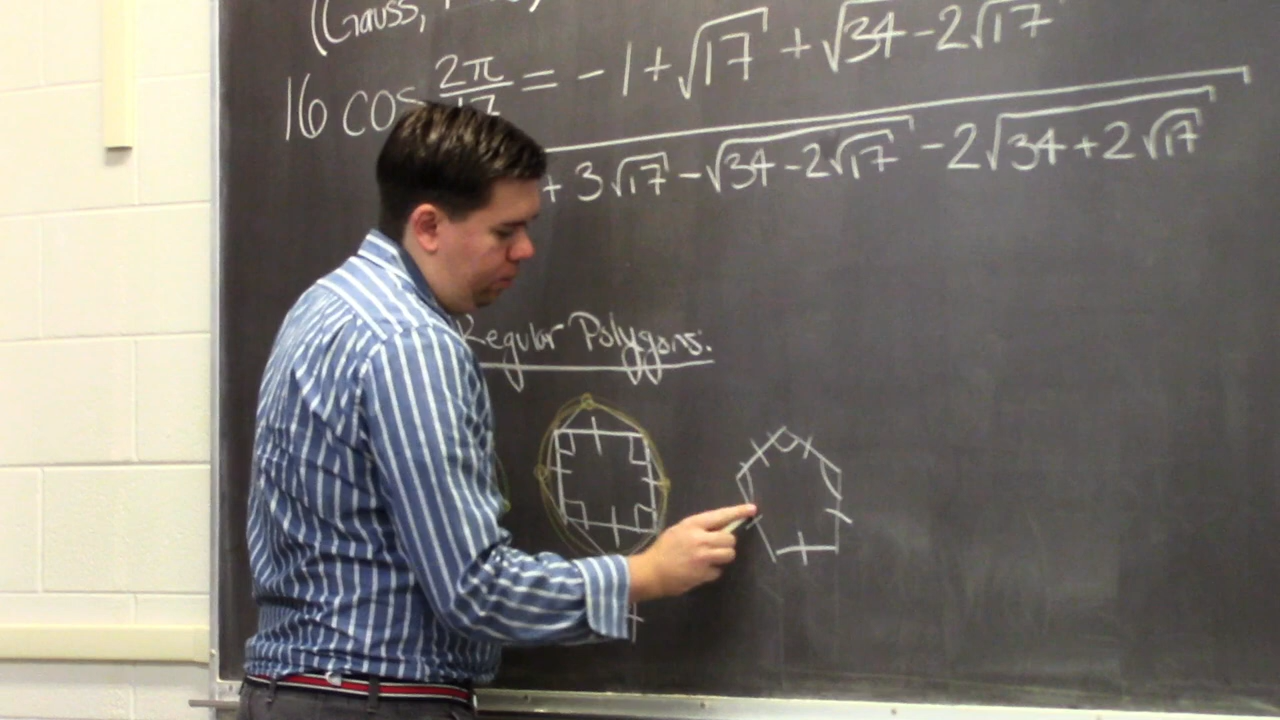 (Gauss,
16 cos 2π/17 = -1 + √17 + √(34-2√17)
+ 3√17 - √(34-2√17) - 2√(34+2√17)
Regular Polygons: